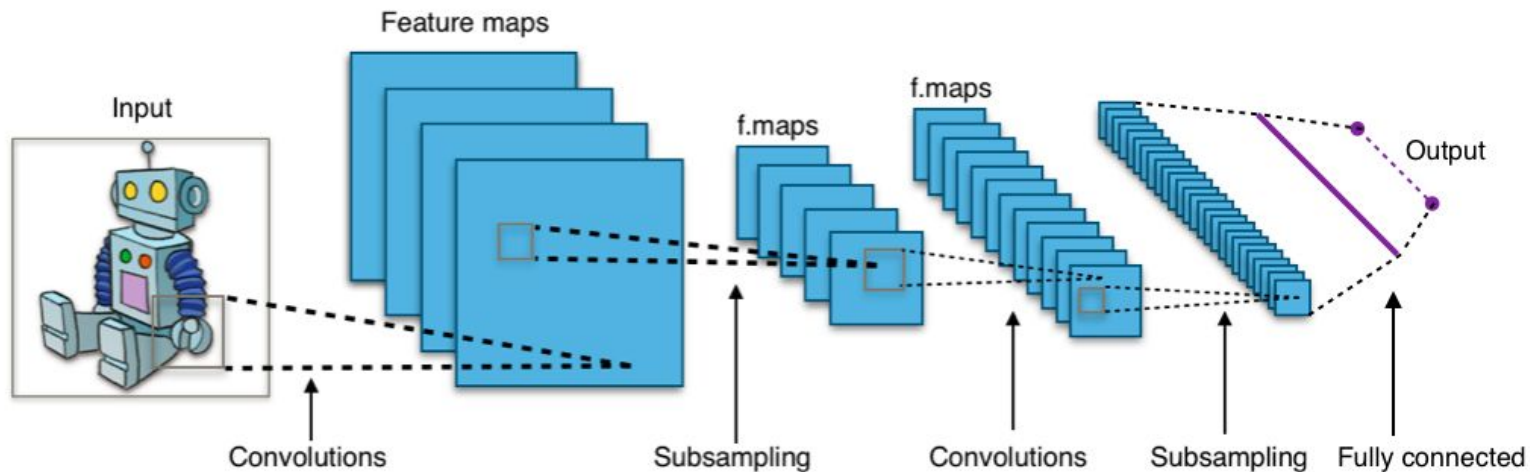 Feature maps
f.maps
Input
f.maps
Output
Convolutions
Subsampling
Convolutions
Subsampling
Fully connected